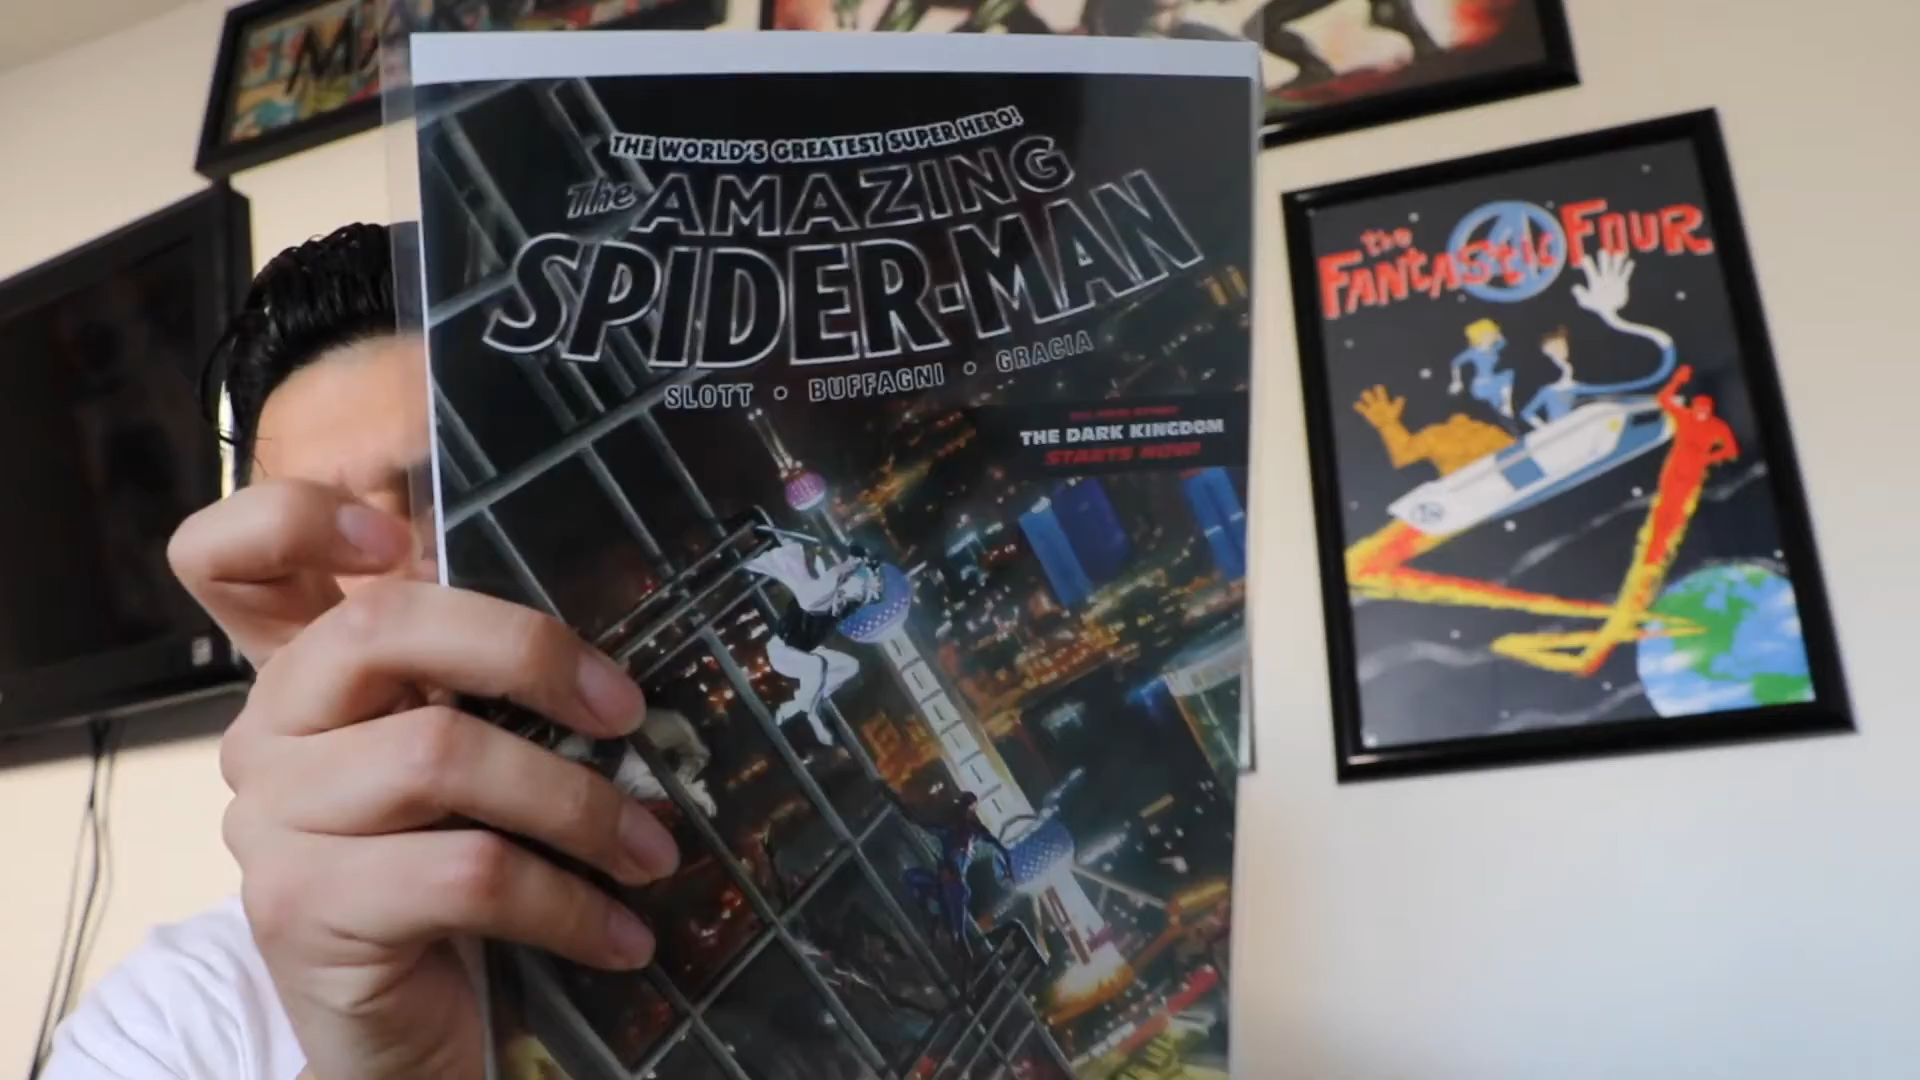 THE WORLD'S GREATEST SUPER HERO!
The AMAZING
SPIDER-MAN
SLOTT • BUFFAGNI • GRACIA
THE DARK KINGDOM
STARTS NOW!
the
FANTASTIC FOUR